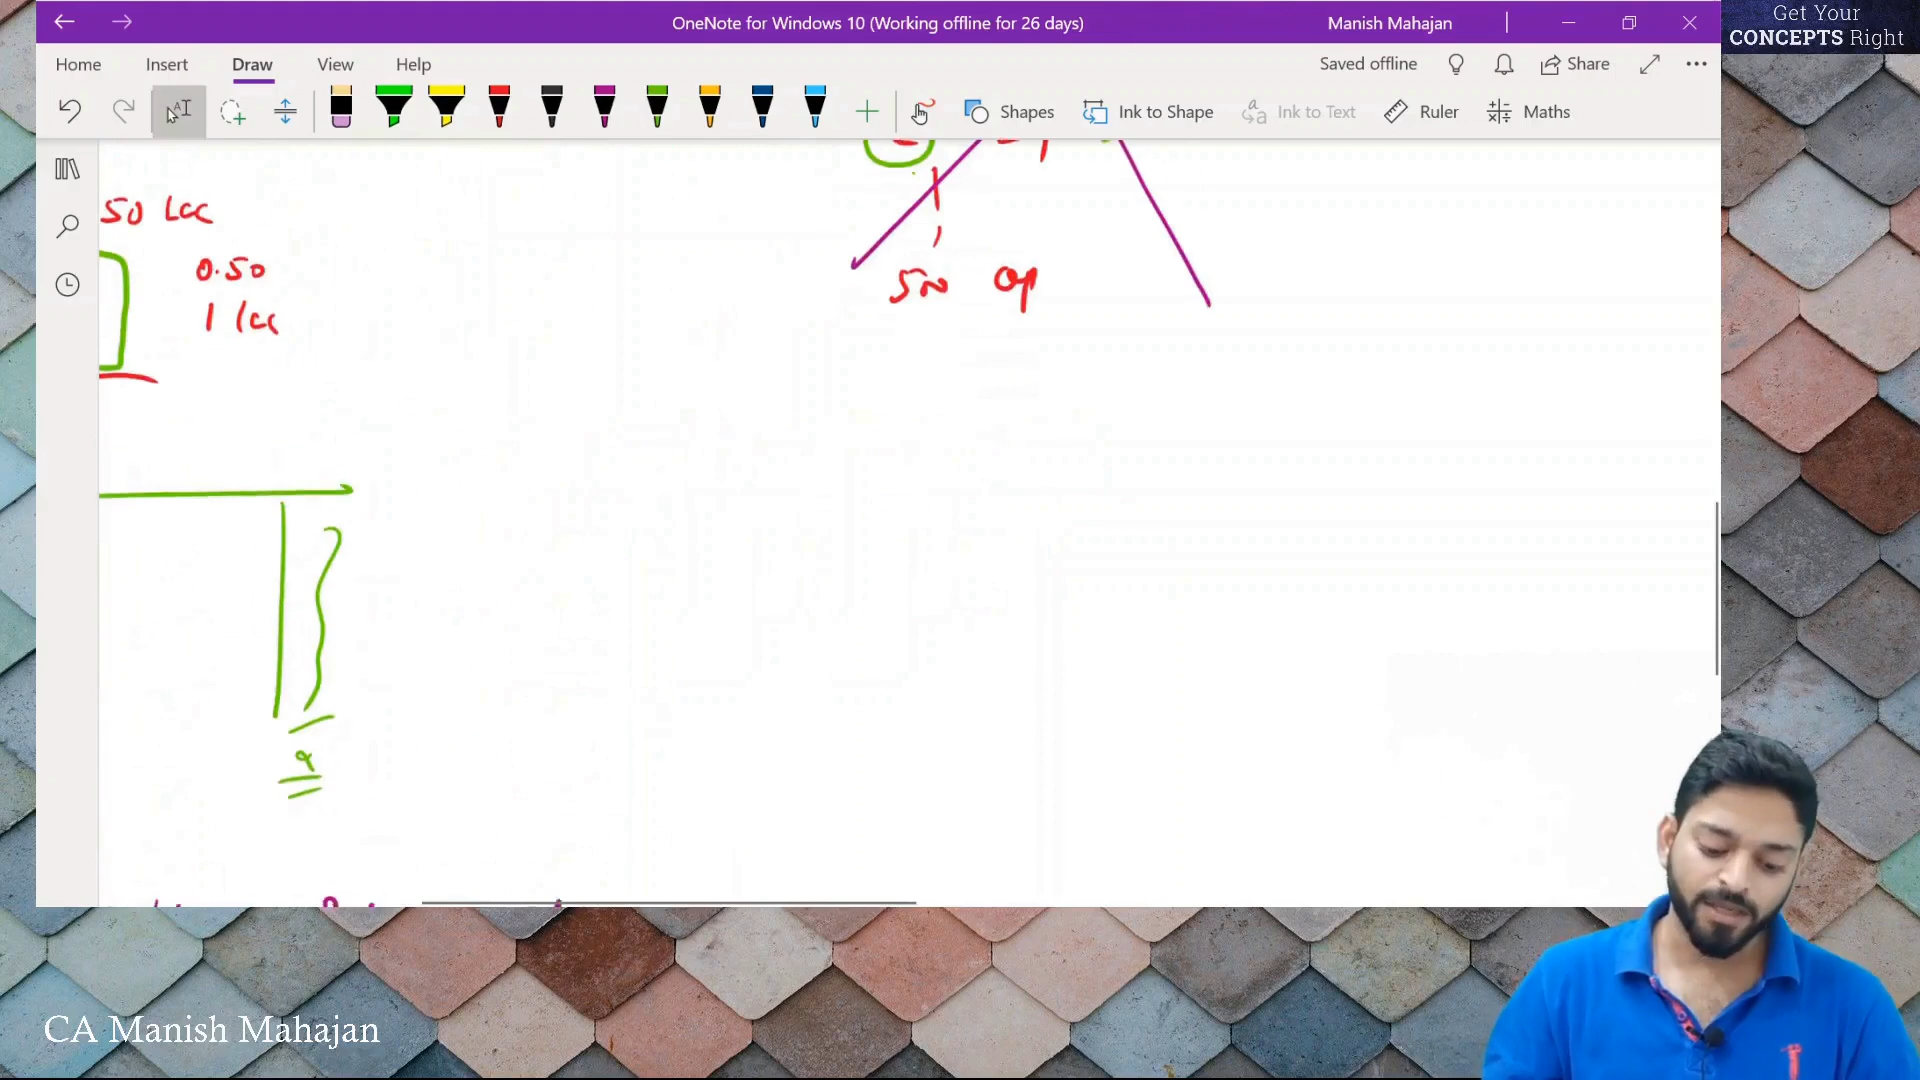 Get Your
CONCEPTS Right
OneNote for Windows 10 (Working offline for 26 days)
Manish Mahajan
Home Insert Draw View Help
Saved offline
Share
Shapes
Ink to Shape
Ink to Text
Ruler
Maths
50 Lac
0.50
1 lac
500
CA Manish Mahajan